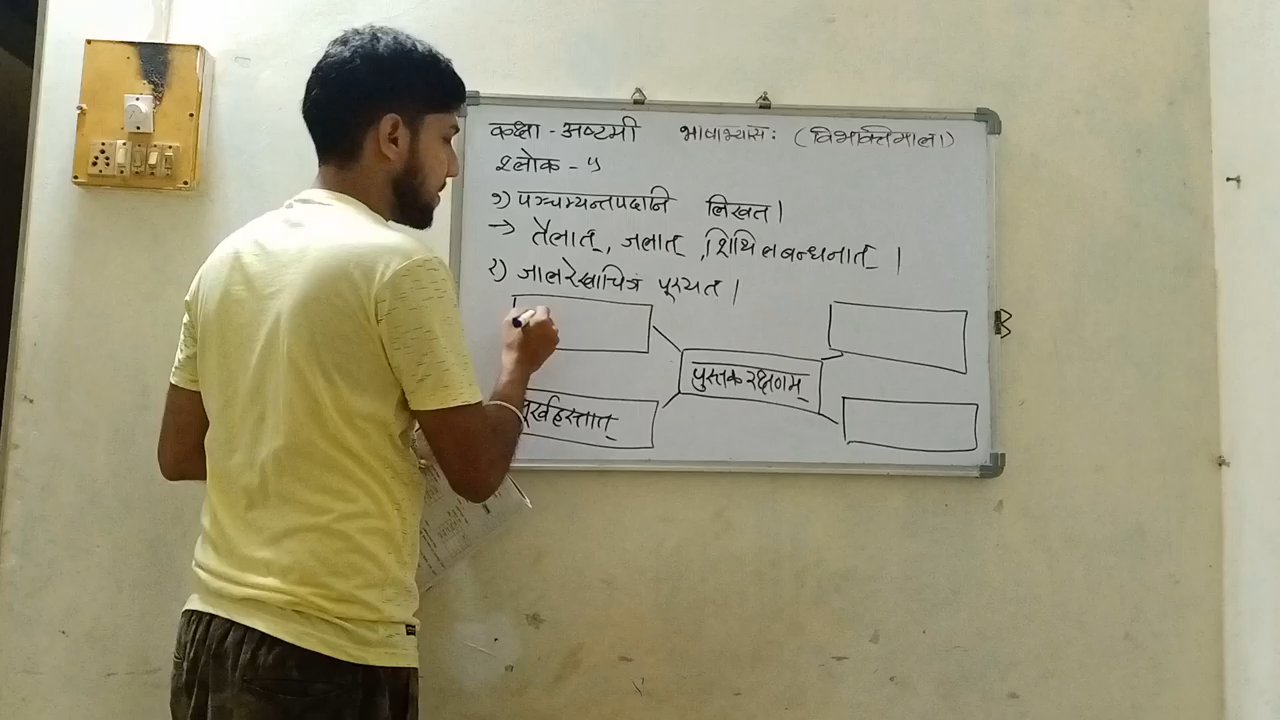 कक्षा - अष्टमी भाषाभ्यासः (विभक्तिमाला)
श्लोक - ५
१) पञ्चम्यन्तपदानि लिखत।
→ तैलात्, जलात्, शिथिलबन्धनात्।
२) जालरेखाचित्रं पूरयत।
पुस्तकरक्षणम्
मूर्खहस्तात्